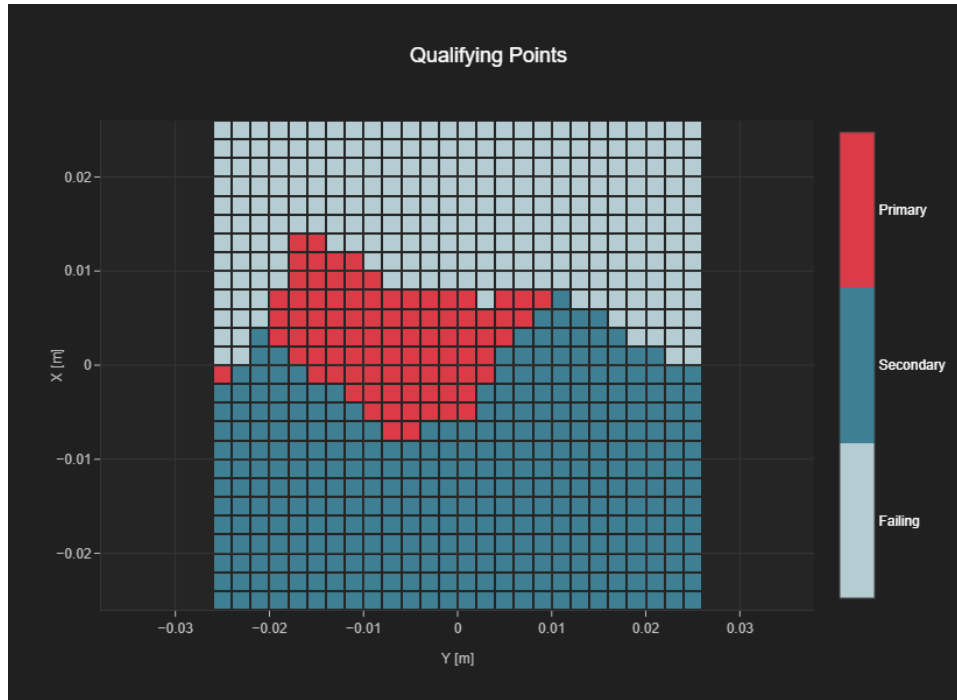 Qualifying Points
0.02
0.01
0
−0.01
−0.02
X [m]
−0.03
−0.02
−0.01
0
0.01
0.02
0.03
Y [m]
Primary
Secondary
Failing